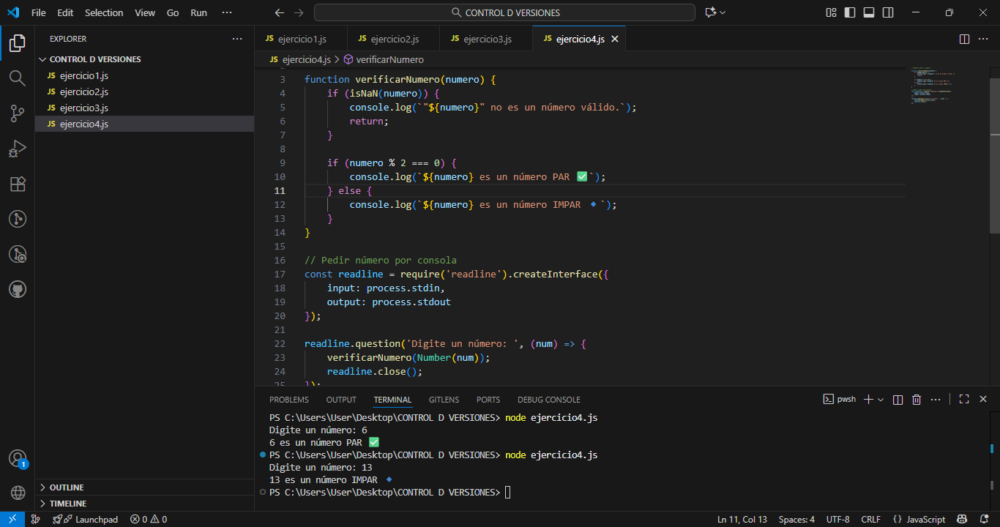 File Edit Selection View Go Run ··· CONTROL D VERSIONES
EXPLORER ···
CONTROL D VERSIONES
JS ejercicio1.js
JS ejercicio2.js
JS ejercicio3.js
JS ejercicio4.js
OUTLINE
TIMELINE
JS ejercicio1.js JS ejercicio2.js JS ejercicio3.js JS ejercicio4.js
JS ejercicio4.js > verificarNumero
3 function verificarNumero(numero) {
4 if (isNaN(numero)) {
5 console.log(`"${numero}" no es un número válido.`);
6 return;
7 }
8
9 if (numero % 2 === 0) {
10 console.log(`${numero} es un número PAR ✅`);
11 } else {
12 console.log(`${numero} es un número IMPAR 🔹`);
13 }
14 }
15
16 // Pedir número por consola
17 const readline = require('readline').createInterface({
18 input: process.stdin,
19 output: process.stdout
20 });
21
22 readline.question('Digite un número: ', (num) => {
23 verificarNumero(Number(num));
24 readline.close();
25 });
PROBLEMS OUTPUT TERMINAL GITLENS PORTS DEBUG CONSOLE pwsh
PS C:\Users\User\Desktop\CONTROL D VERSIONES> node ejercicio4.js
Digite un número: 6
6 es un número PAR ✅
PS C:\Users\User\Desktop\CONTROL D VERSIONES> node ejercicio4.js
Digite un número: 13
13 es un número IMPAR 🔹
PS C:\Users\User\Desktop\CONTROL D VERSIONES>
1
Launchpad 0 0 Ln 11, Col 13 Spaces: 4 UTF-8 CRLF {} JavaScript